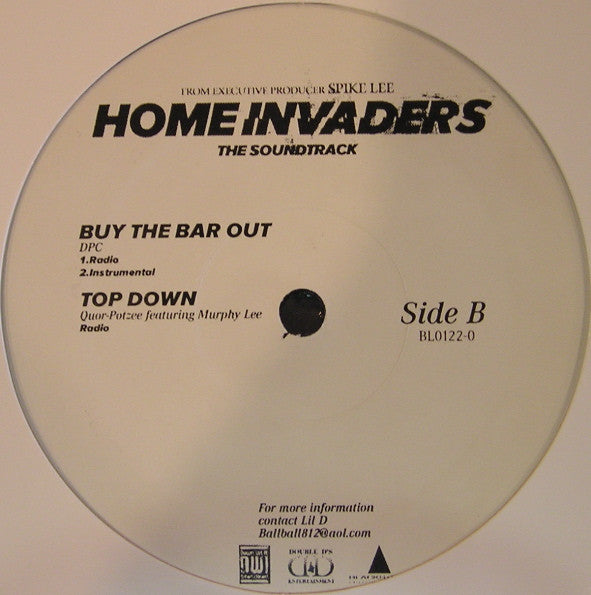 FROM EXECUTIVE PRODUCER SPIKE LEE
HOME INVADERS
THE SOUNDTRACK
BUY THE BAR OUT
DPC
1.Radio
2.Instrumental
TOP DOWN
Quor-Potzee featuring Murphy Lee
Radio
Side B
BL0122-0
For more information
contact Lil D
Ballball812@aol.com
DOUBLE D'S
ENTERTAINMENT